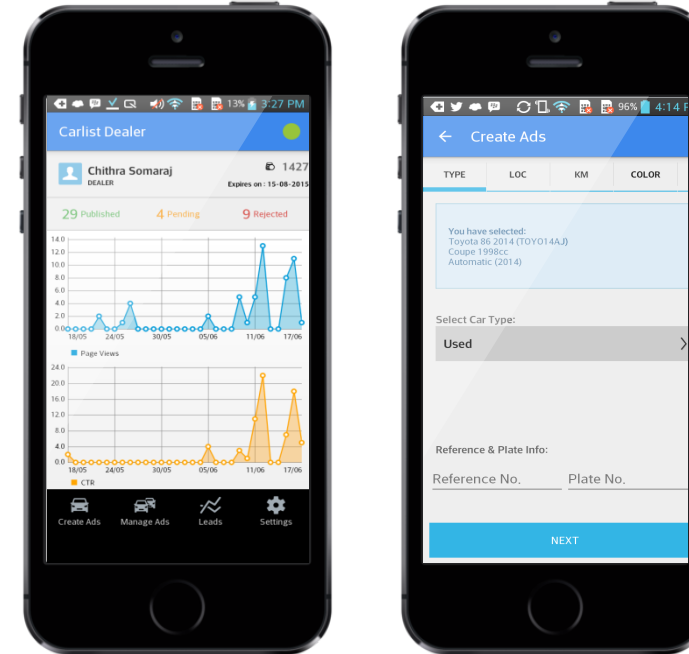 13% 3:27 PM
Carlist Dealer
Chithra Somaraj
DEALER
1427
Expires on : 15-08-2015
29 Published
4 Pending
9 Rejected
14.0
12.0
10.0
8.0
6.0
4.0
2.0
0.0
18/05 24/05 30/05 05/06 11/06 17/06
Page Views
24.0
20.0
16.0
12.0
8.0
4.0
0.0
18/05 24/05 30/05 05/06 11/06 17/06
CTR
Create Ads
Manage Ads
Leads
Settings
96% 4:14 P
Create Ads
TYPE LOC KM COLOR
You have selected:
Toyota 86 2014 (TOYO14AJ)
Coupe 1998cc
Automatic (2014)
Select Car Type:
Used
Reference & Plate Info:
Reference No. Plate No.
NEXT